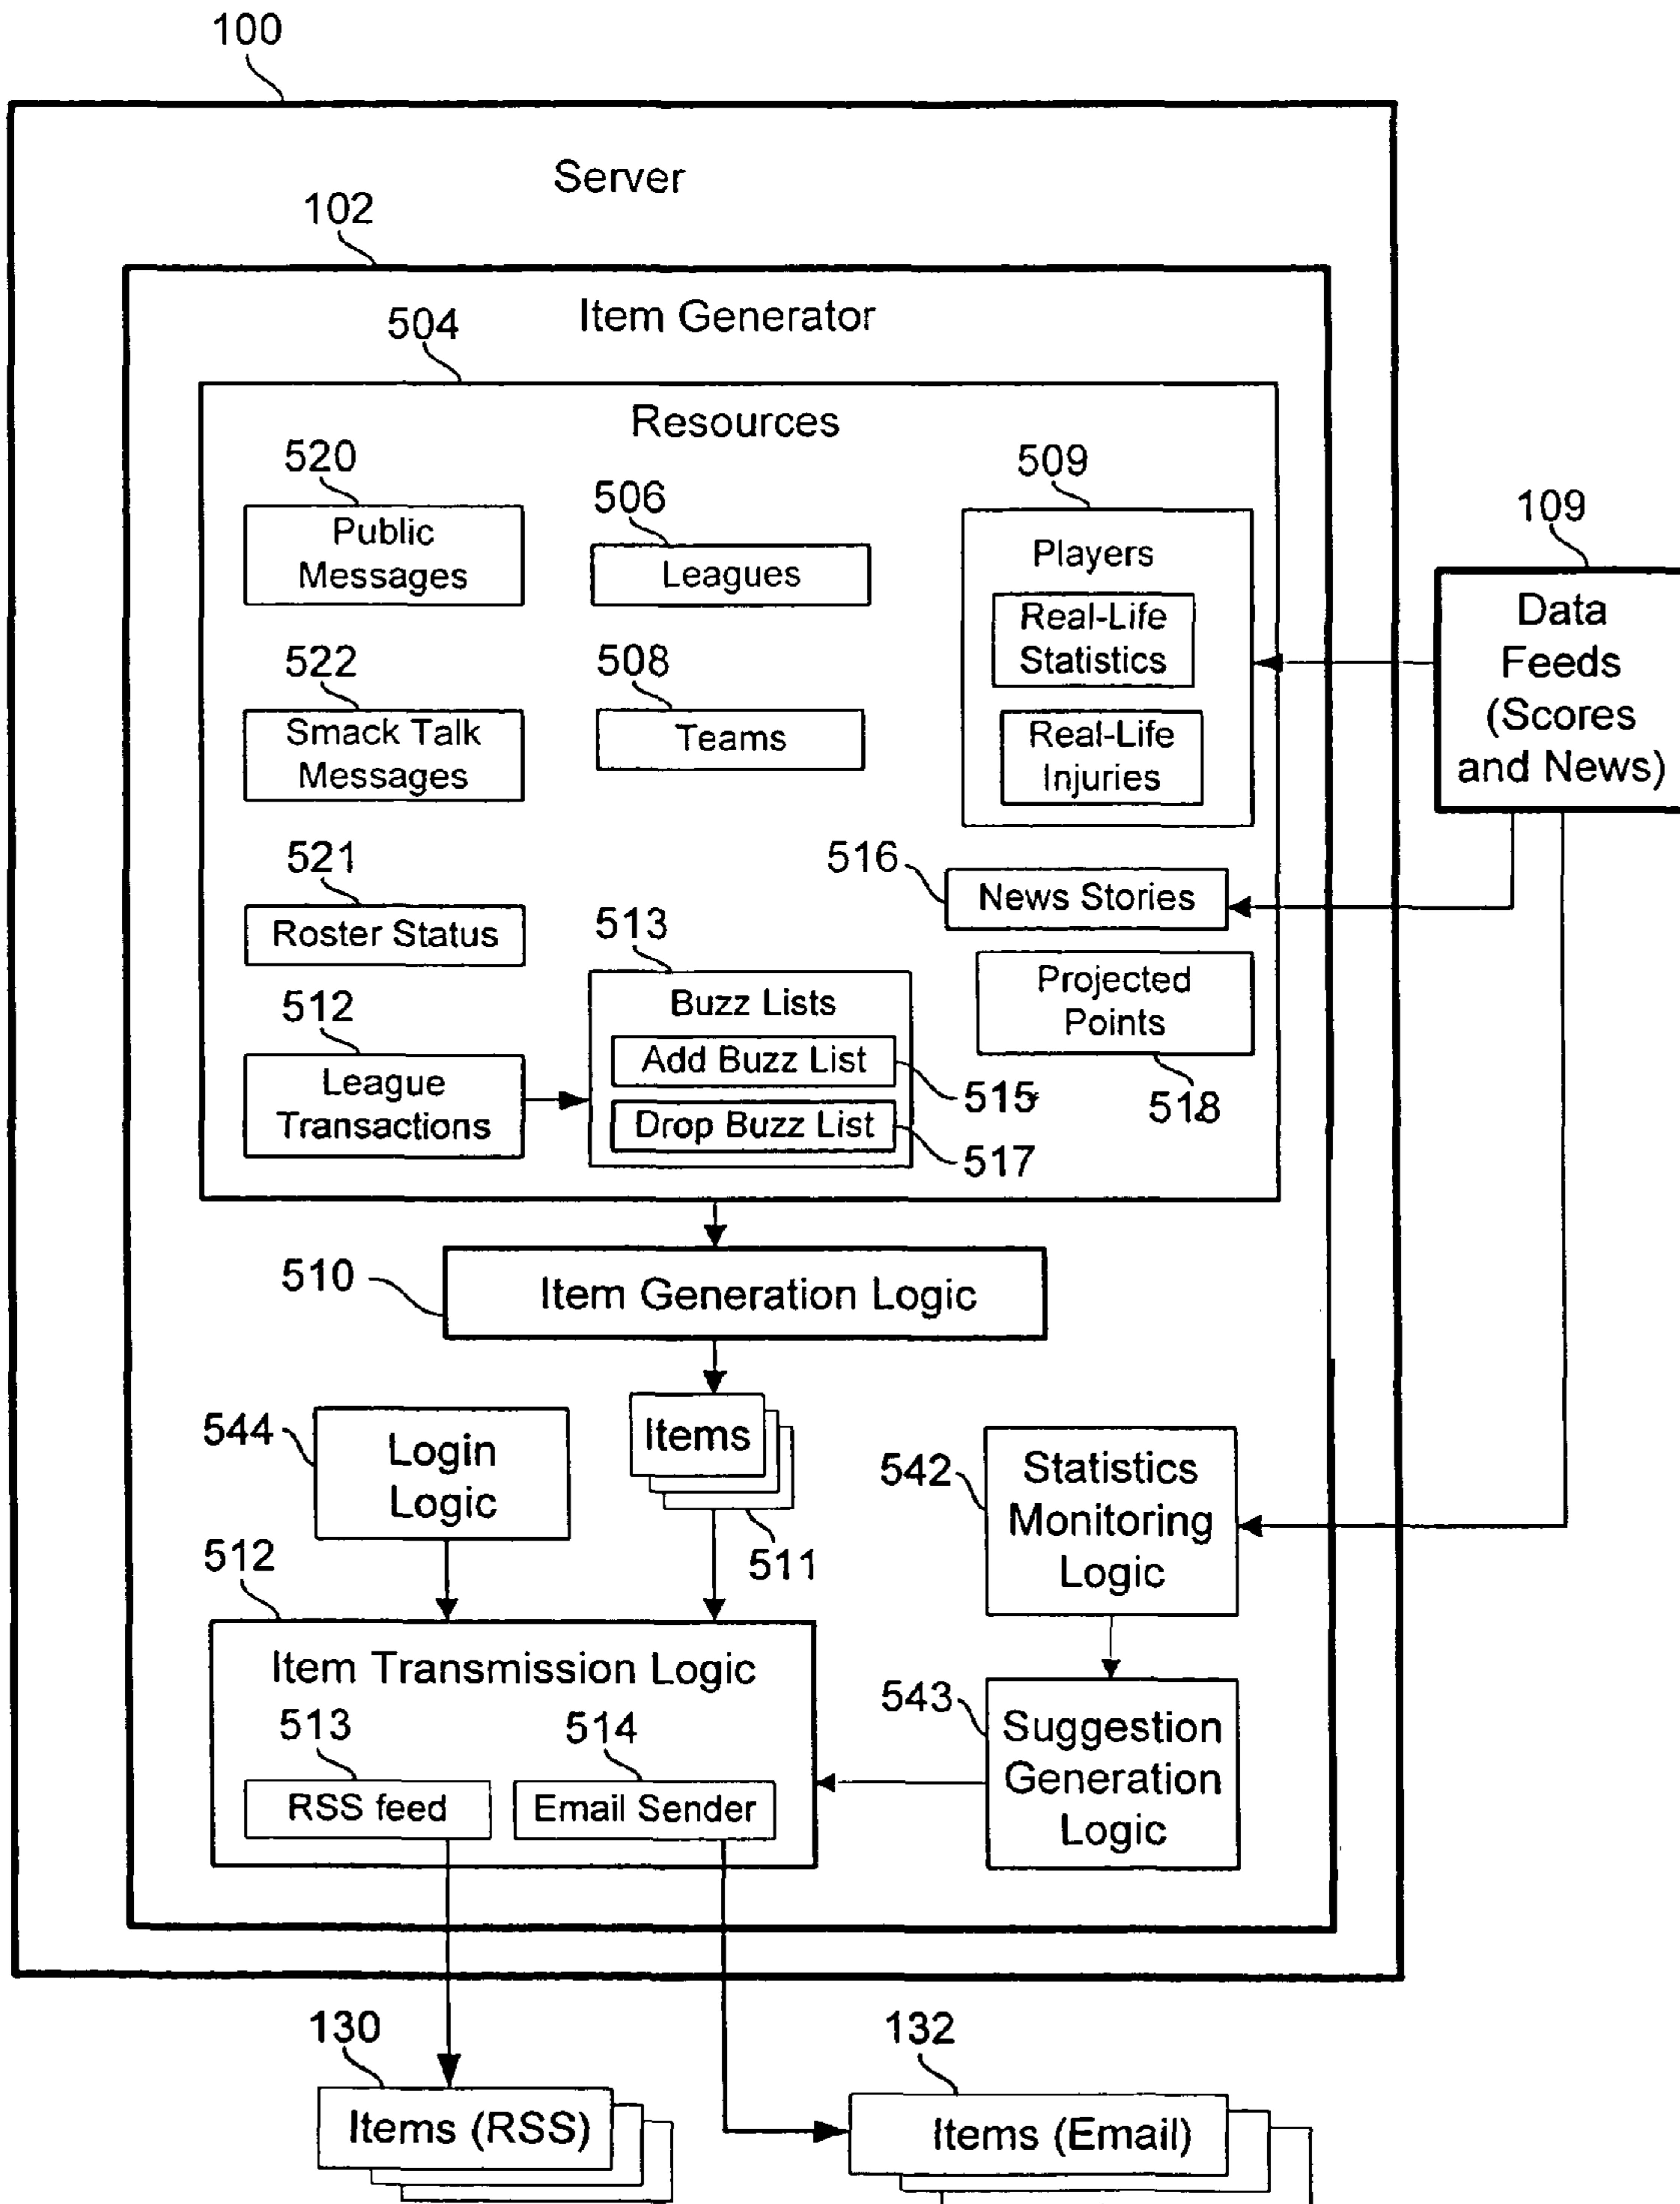 100
Server
102
Item Generator
504
Resources
520
Public
Messages
506
Leagues
509
Players
Real-Life
Statistics
Real-Life
Injuries
109
Data
Feeds
(Scores
and News)
522
Smack Talk
Messages
508
Teams
521
Roster Status
516
News Stories
513
Buzz Lists
Add Buzz List
515
Drop Buzz List
517
Projected
Points
518
512
League
Transactions
510
Item Generation Logic
544
Login
Logic
Items
511
542
Statistics
Monitoring
Logic
512
Item Transmission Logic
513
RSS feed
514
Email Sender
543
Suggestion
Generation
Logic
130
Items (RSS)
132
Items (Email)